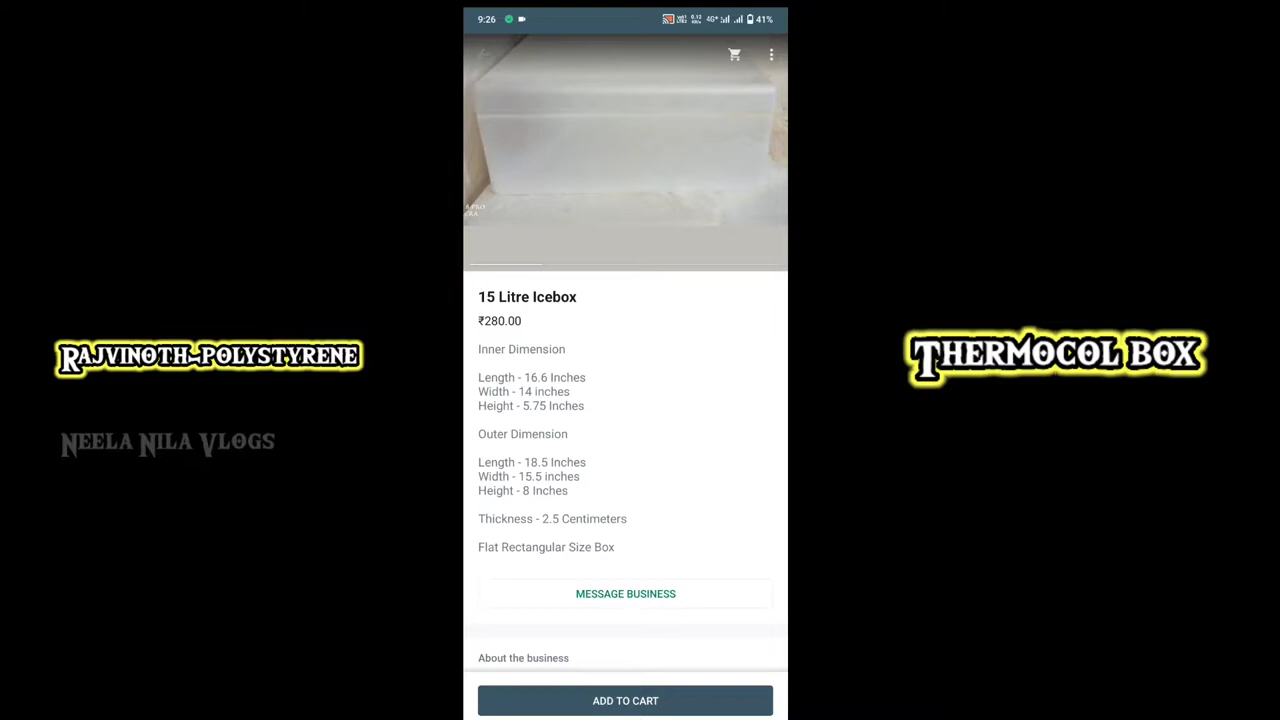 9:26
4G+
41%
15 Litre Icebox
₹280.00
Inner Dimension
Length - 16.6 Inches
Width - 14 inches
Height - 5.75 Inches
Outer Dimension
Length - 18.5 Inches
Width - 15.5 inches
Height - 8 Inches
Thickness - 2.5 Centimeters
Flat Rectangular Size Box
MESSAGE BUSINESS
About the business
ADD TO CART
Rajvinoth-polystyrene
Neela Nila Vlogs
Thermocol box